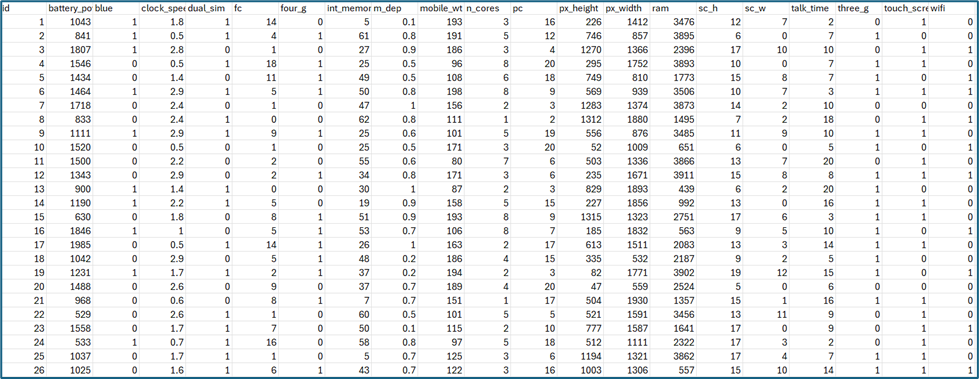 id battery_po blue clock_spee dual_sim fc four_g int_memor m_dep mobile_wt n_cores pc px_height px_width ram sc_h sc_w talk_time three_g touch_scre wifi
1 1043 1 1.8 1 14 0 5 0.1 193 3 16 226 1412 3476 12 7 2 0 1 0
2 841 1 0.5 1 4 1 61 0.8 191 5 12 746 857 3895 6 0 7 1 0 0
3 1807 1 2.8 0 1 0 27 0.9 186 3 4 1270 1366 2396 17 10 10 0 1 1
4 1546 0 0.5 1 18 1 25 0.5 96 8 20 295 1752 3893 10 0 7 1 1 0
5 1434 0 1.4 0 11 1 49 0.5 108 6 18 749 810 1773 15 8 7 1 0 1
6 1464 1 2.9 1 5 1 50 0.8 198 8 9 569 939 3506 10 7 3 1 1 1
7 1718 0 2.4 0 1 0 47 1 156 2 3 1283 1374 3873 14 2 10 0 0 0
8 833 0 2.4 1 0 0 62 0.8 111 1 2 1312 1880 1495 7 2 18 0 1 1
9 1111 1 2.9 1 9 1 25 0.6 101 5 19 556 876 3485 11 9 10 1 1 0
10 1520 0 0.5 0 1 0 25 0.5 171 3 20 52 1009 651 6 0 5 1 0 1
11 1500 0 2.2 0 2 0 55 0.6 80 7 6 503 1336 3866 13 7 20 0 1 0
12 1343 0 2.9 0 2 1 34 0.8 171 3 6 235 1671 3911 15 8 8 1 1 1
13 900 1 1.4 1 0 0 30 1 87 2 3 829 1893 439 6 2 20 1 0 0
14 1190 1 2.2 1 5 0 19 0.9 158 5 15 227 1856 992 13 0 16 1 1 0
15 630 0 1.8 0 8 1 51 0.9 193 8 9 1315 1323 2751 17 6 3 1 1 0
16 1846 1 1 0 5 1 53 0.7 106 8 7 185 1832 563 9 5 10 1 0 1
17 1985 0 0.5 1 14 1 26 1 163 2 17 613 1511 2083 13 3 14 1 1 0
18 1042 0 2.9 0 5 1 48 0.2 186 4 15 335 532 2187 9 2 5 1 0 1
19 1231 1 1.7 1 2 1 37 0.2 194 2 3 82 1771 3902 19 12 15 1 0 1
20 1488 0 2.6 0 9 0 37 0.7 189 4 20 47 559 2524 5 0 6 0 0 0
21 968 0 0.6 0 8 1 7 0.7 151 1 17 504 1930 1357 15 1 16 1 1 0
22 529 0 2.6 1 1 0 60 0.5 101 5 5 521 1591 3456 13 11 9 0 1 0
23 1558 0 1.7 1 7 0 50 0.1 115 2 10 777 1587 1641 17 0 9 0 1 0
24 533 1 0.7 1 16 0 58 0.8 97 5 18 512 1111 2322 17 3 2 0 1 1
25 1037 0 1.7 1 1 0 5 0.7 125 3 6 1194 1321 3862 17 4 7 1 1 0
26 1025 0 1.6 1 6 1 43 0.7 122 3 16 1003 1306 557 15 10 14 1 1 1